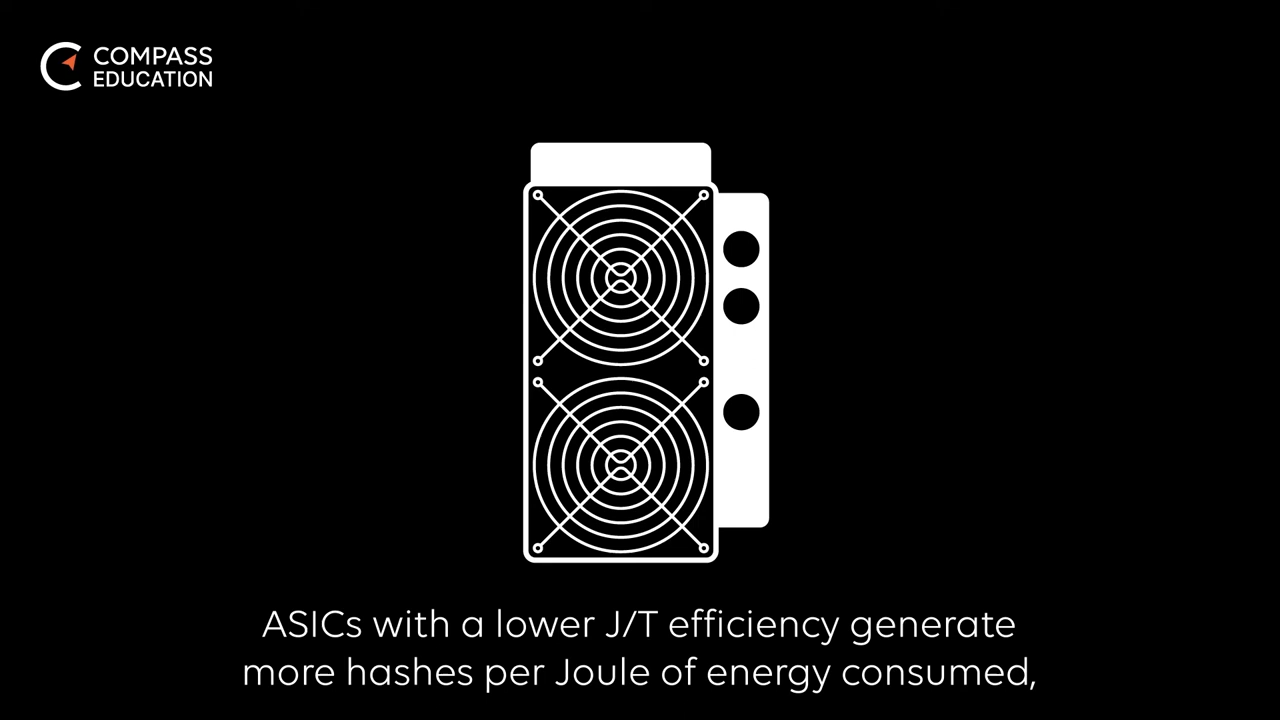 COMPASS
EDUCATION
ASICs with a lower J/T efficiency generate
more hashes per Joule of energy consumed,